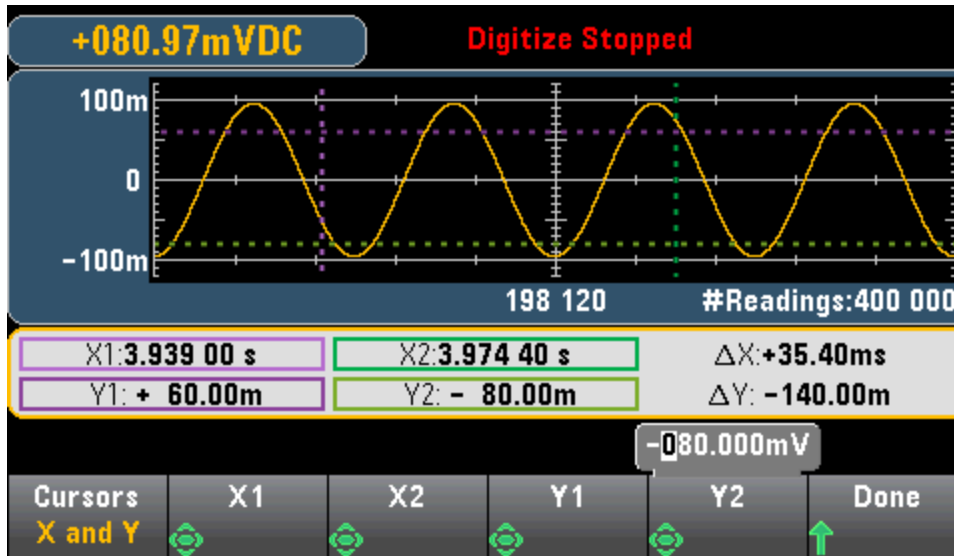 +080.97mVDC
Digitize Stopped
100m
0
-100m
198 120 #Readings:400 000
X1:3.939 00 s X2:3.974 40 s ΔX:+35.40ms
Y1: + 60.00m Y2: - 80.00m ΔY: -140.00m
-080.000mV
Cursors X1 X2 Y1 Y2 Done
X and Y